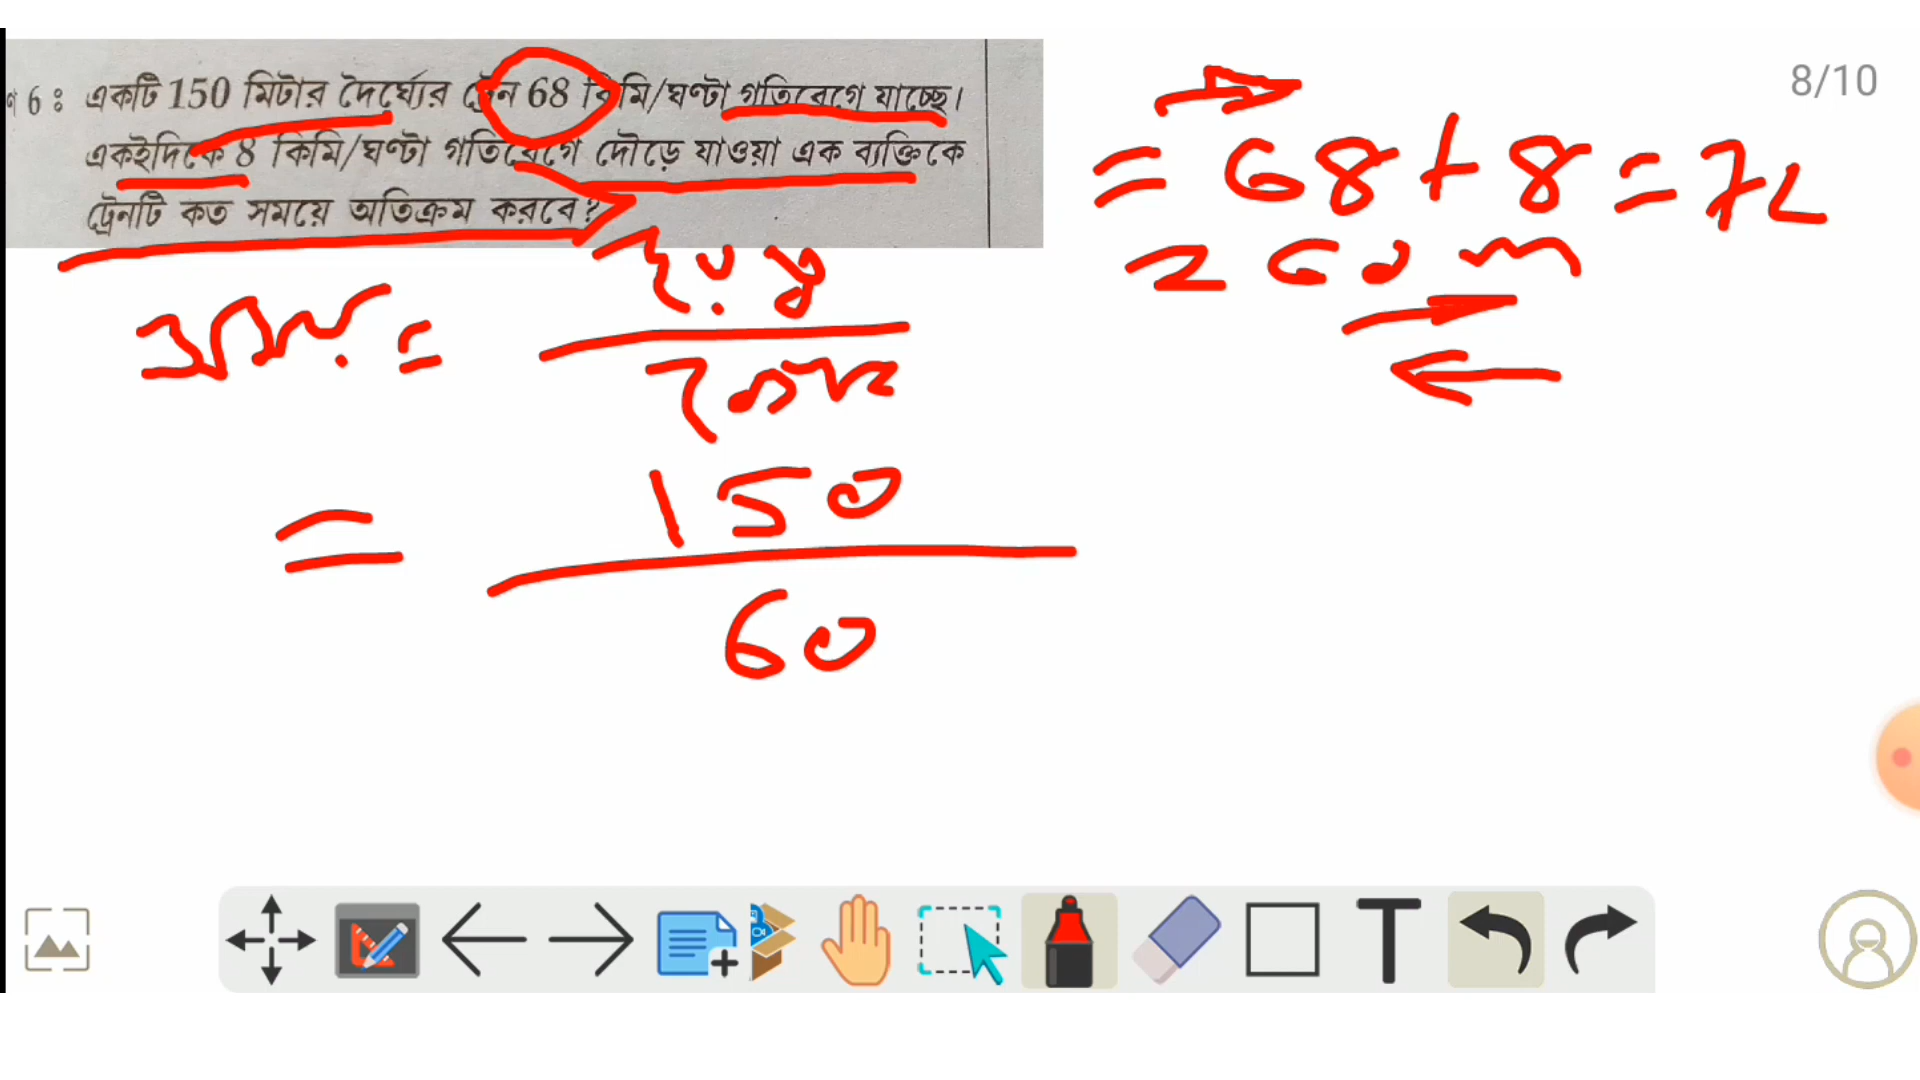 6 : একটি 150 মিটার দৈর্ঘ্যের ট্রেন 68 কিমি/ঘণ্টা গতিবেগে যাচ্ছে।
একইদিকে 8 কিমি/ঘণ্টা গতিবেগে দৌড়ে যাওয়া এক ব্যক্তিকে
ট্রেনটি কত সময়ে অতিক্রম করবে?
8/10
= 68 + 8 = 72
=
= 150
60
T